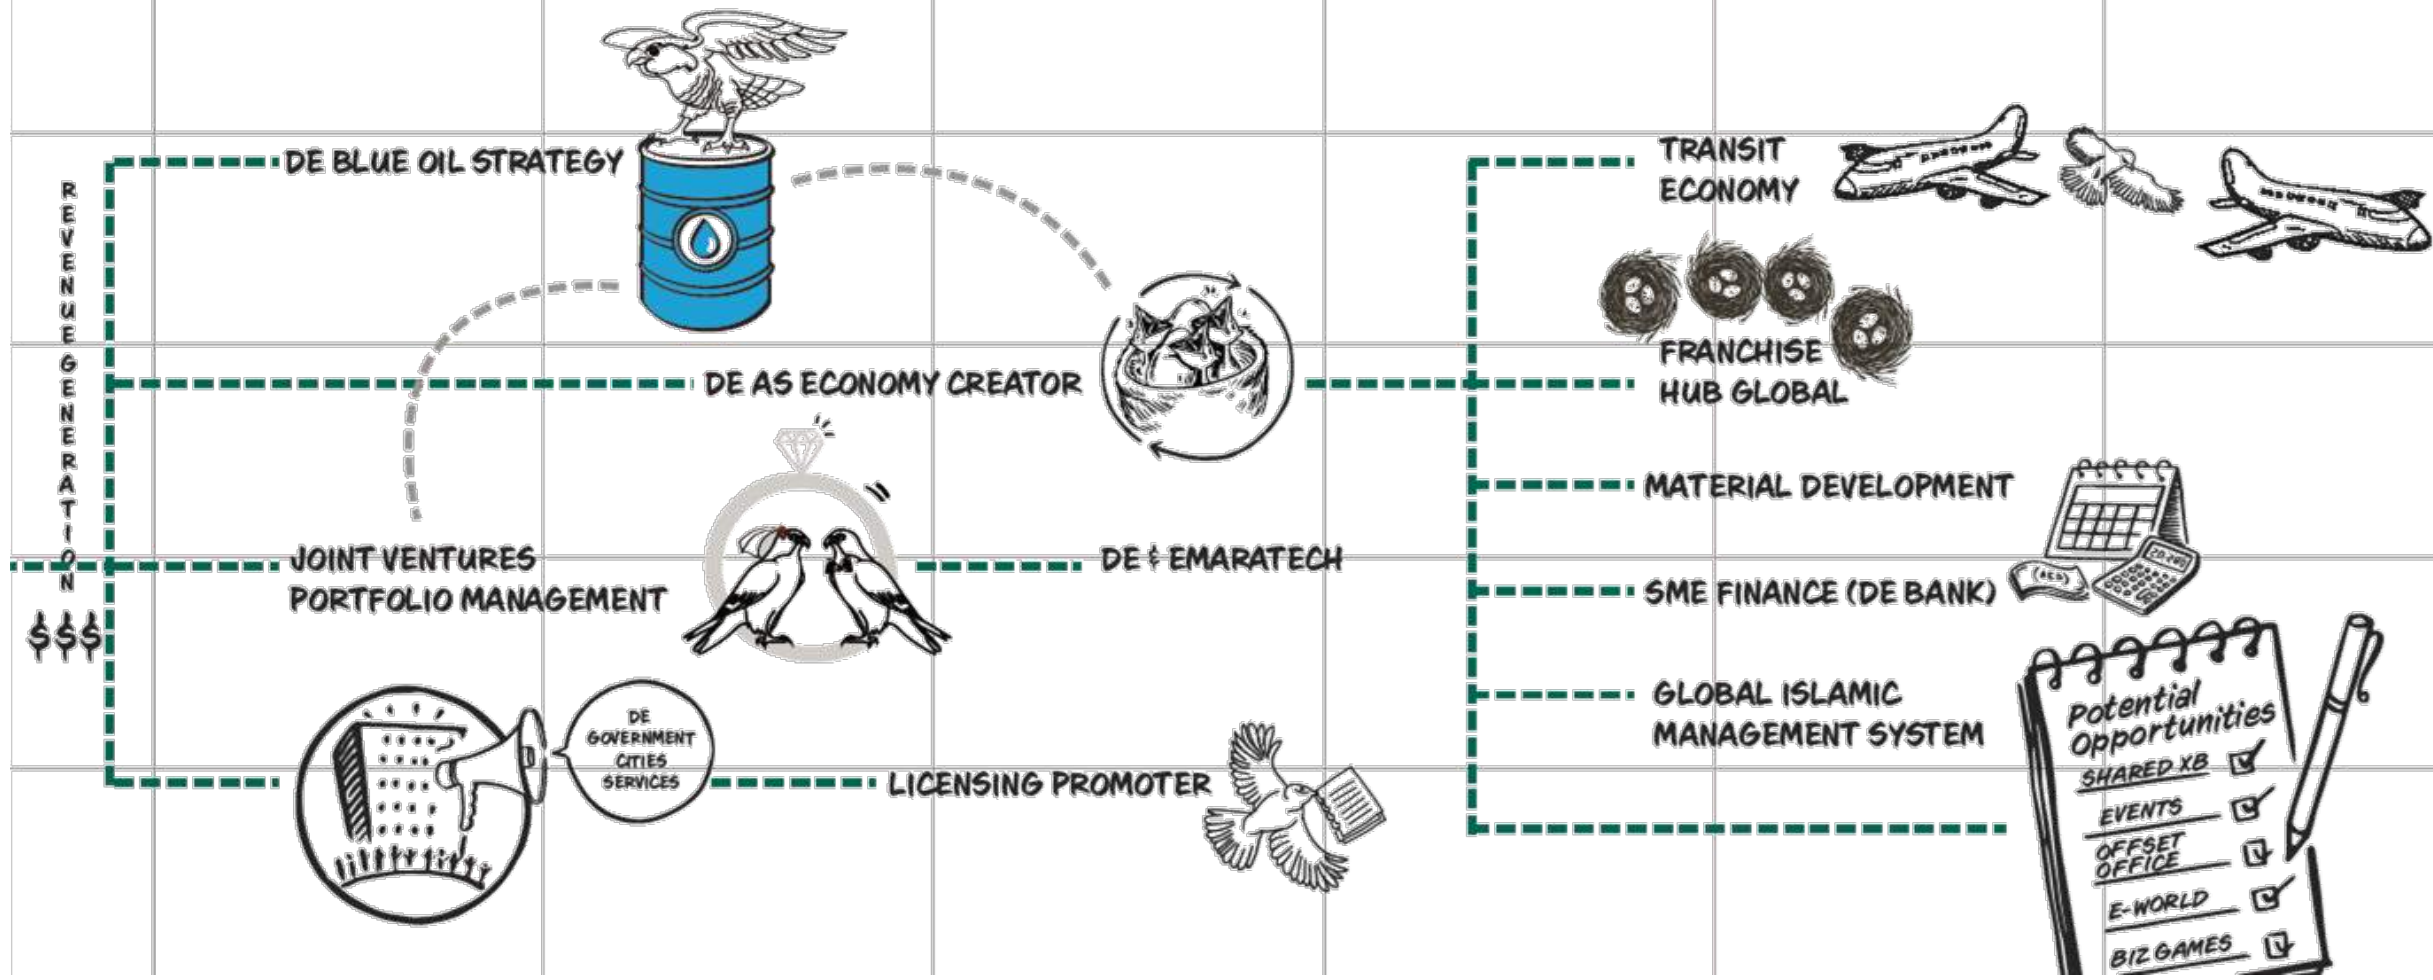 REVENUE GENERATION
$$$
DE BLUE OIL STRATEGY
DE AS ECONOMY CREATOR
JOINT VENTURES
PORTFOLIO MANAGEMENT
DE & EMARATECH
DE
GOVERNMENT
CITIES
SERVICES
LICENSING PROMOTER
TRANSIT
ECONOMY
FRANCHISE
HUB GLOBAL
MATERIAL DEVELOPMENT
SME FINANCE (DE BANK)
GLOBAL ISLAMIC
MANAGEMENT SYSTEM
Potential
Opportunities
SHARED XB
EVENTS
OFFSET
OFFICE
E-WORLD
BIZ GAMES